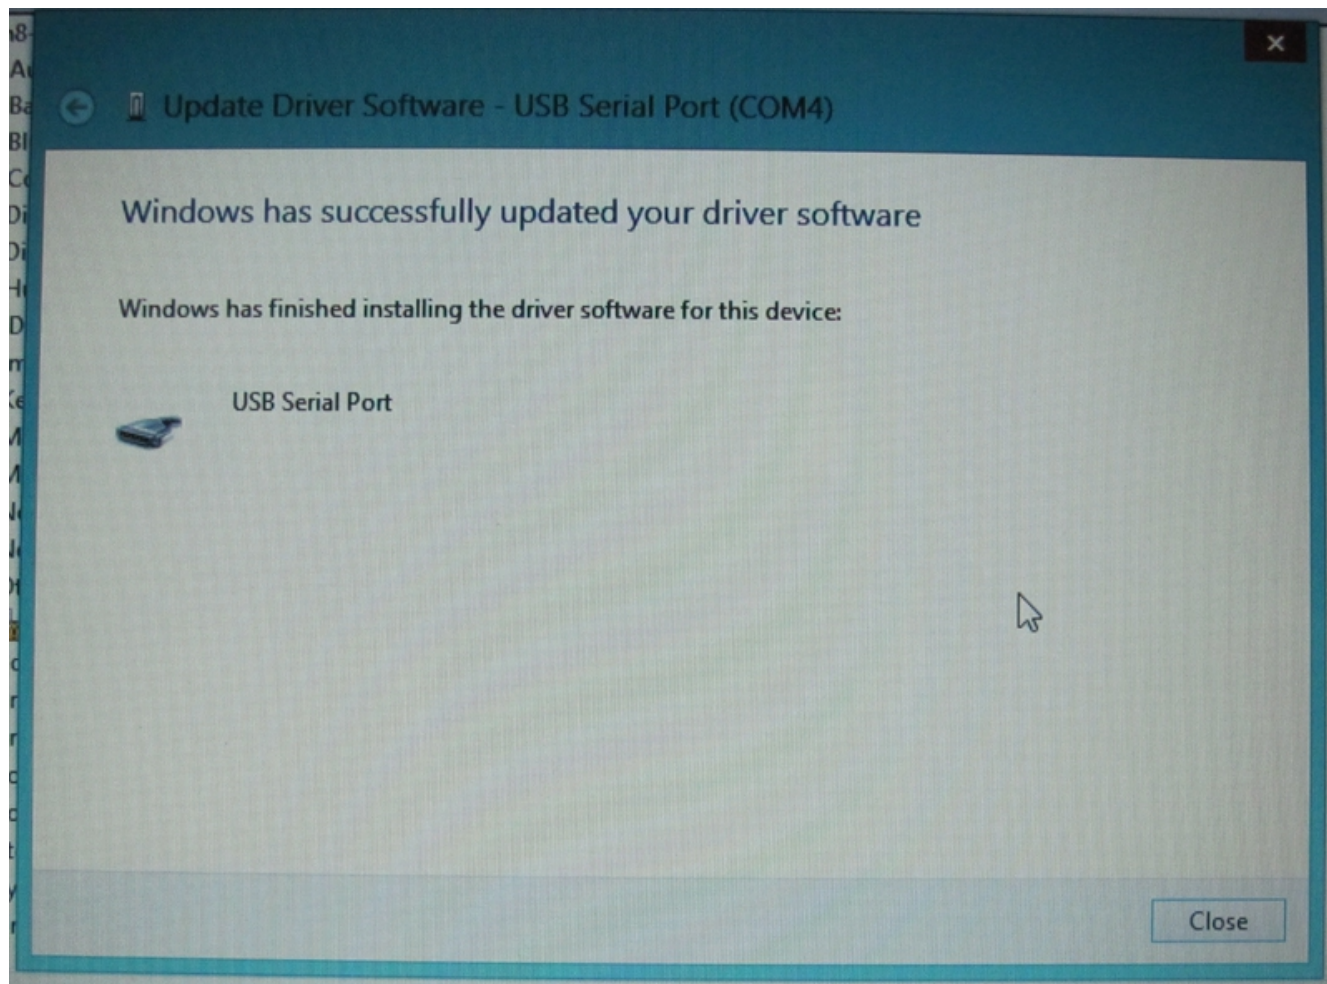 Update Driver Software - USB Serial Port (COM4)
Windows has successfully updated your driver software
Windows has finished installing the driver software for this device:
USB Serial Port
Close